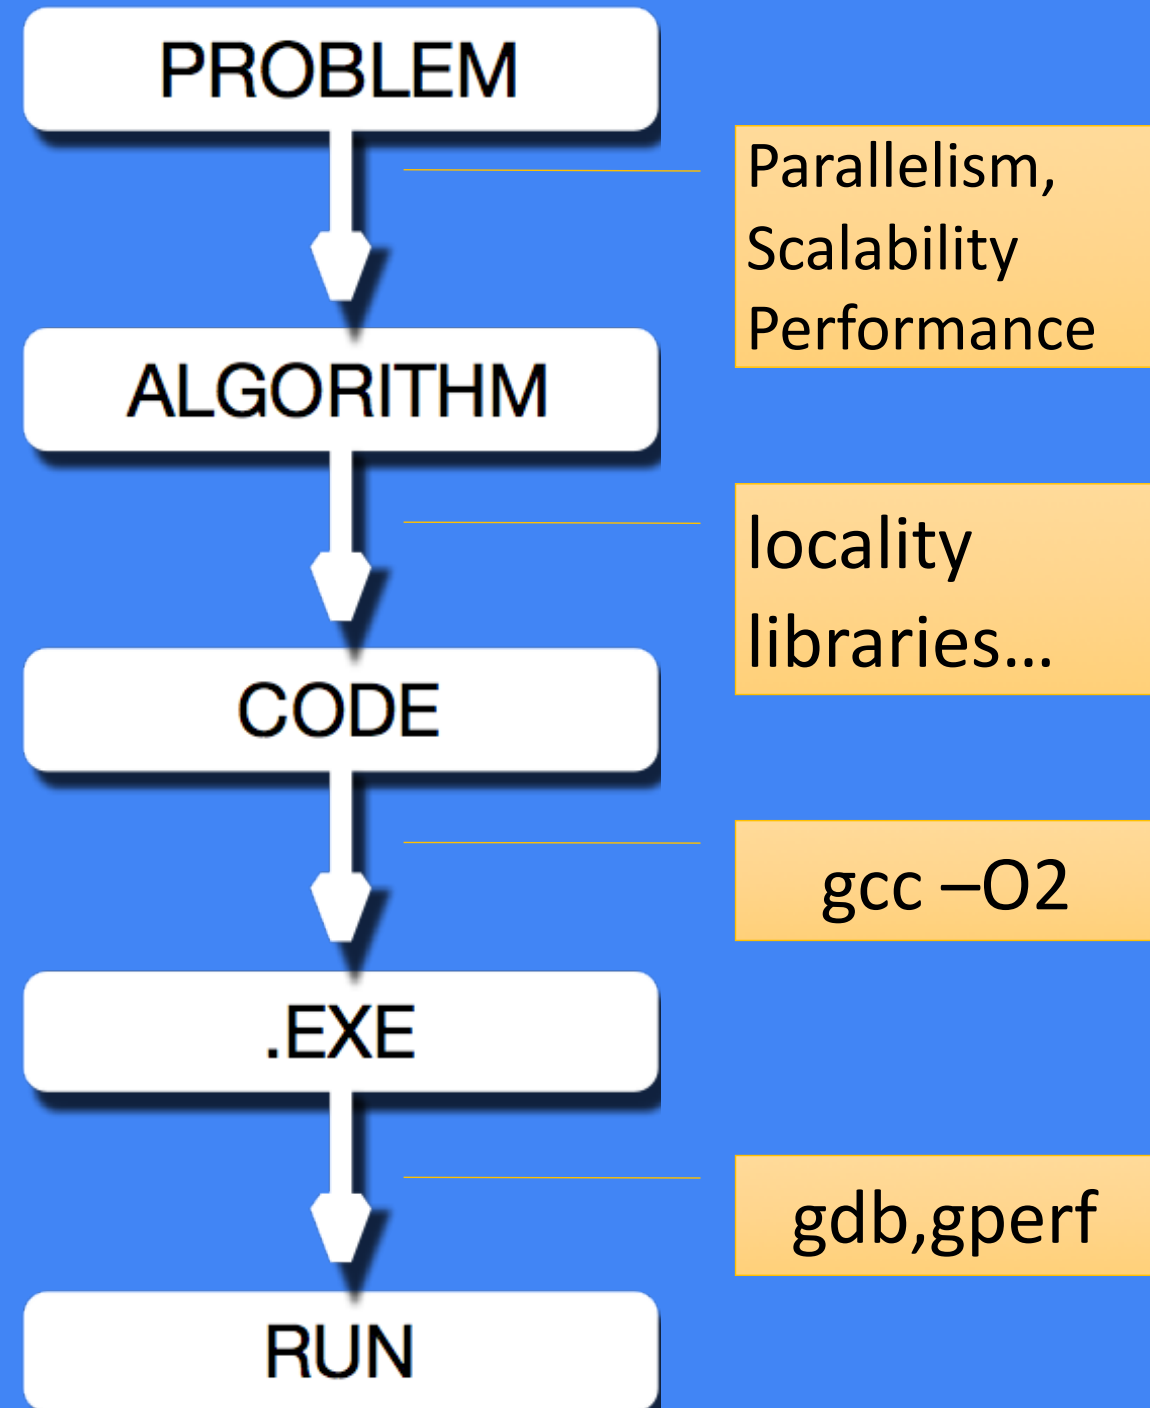 PROBLEM
Parallelism,
Scalability
Performance
ALGORITHM
locality
libraries…
CODE
gcc –O2
.EXE
gdb,gperf
RUN